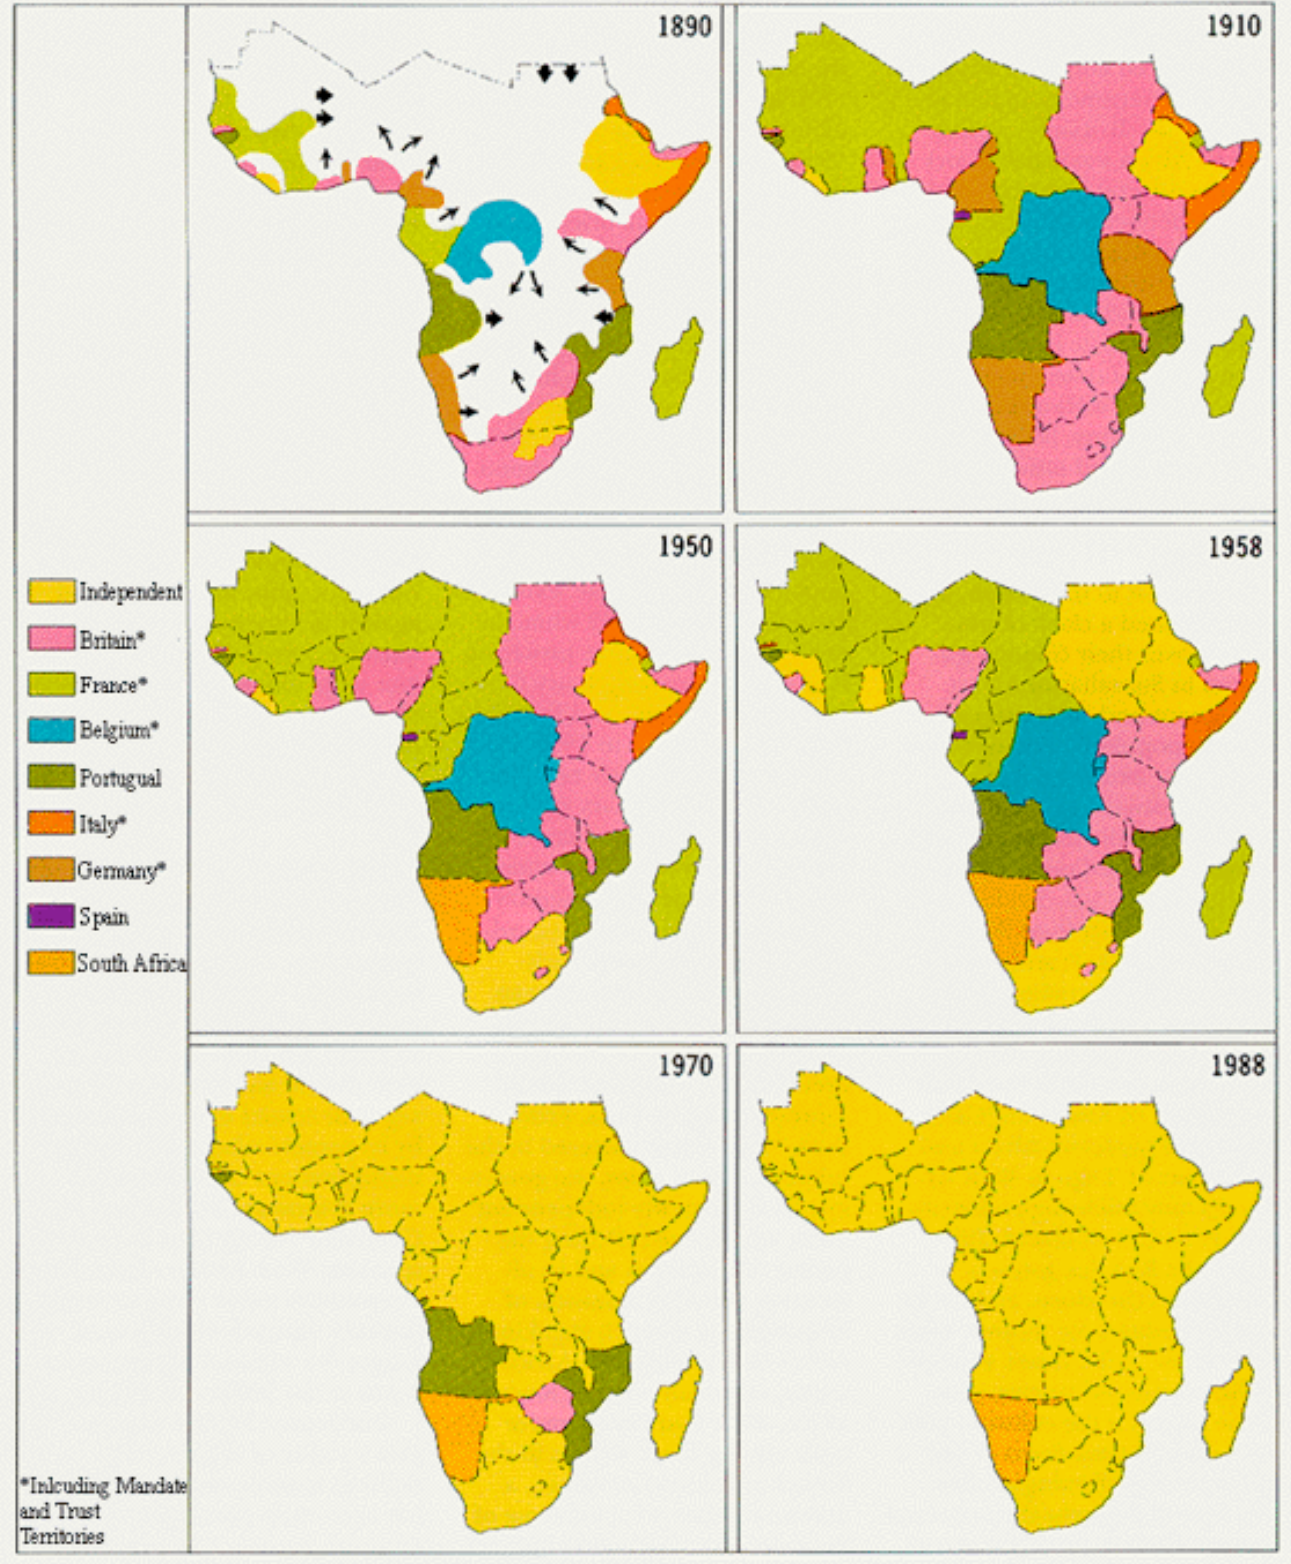 1890
1910
1950
1958
Independent
Britain*
France*
Belgium*
Portugual
Italy*
Germany*
Spain
South Africa
1970
1988
*Inlcuding Mandate
and Trust
Territories